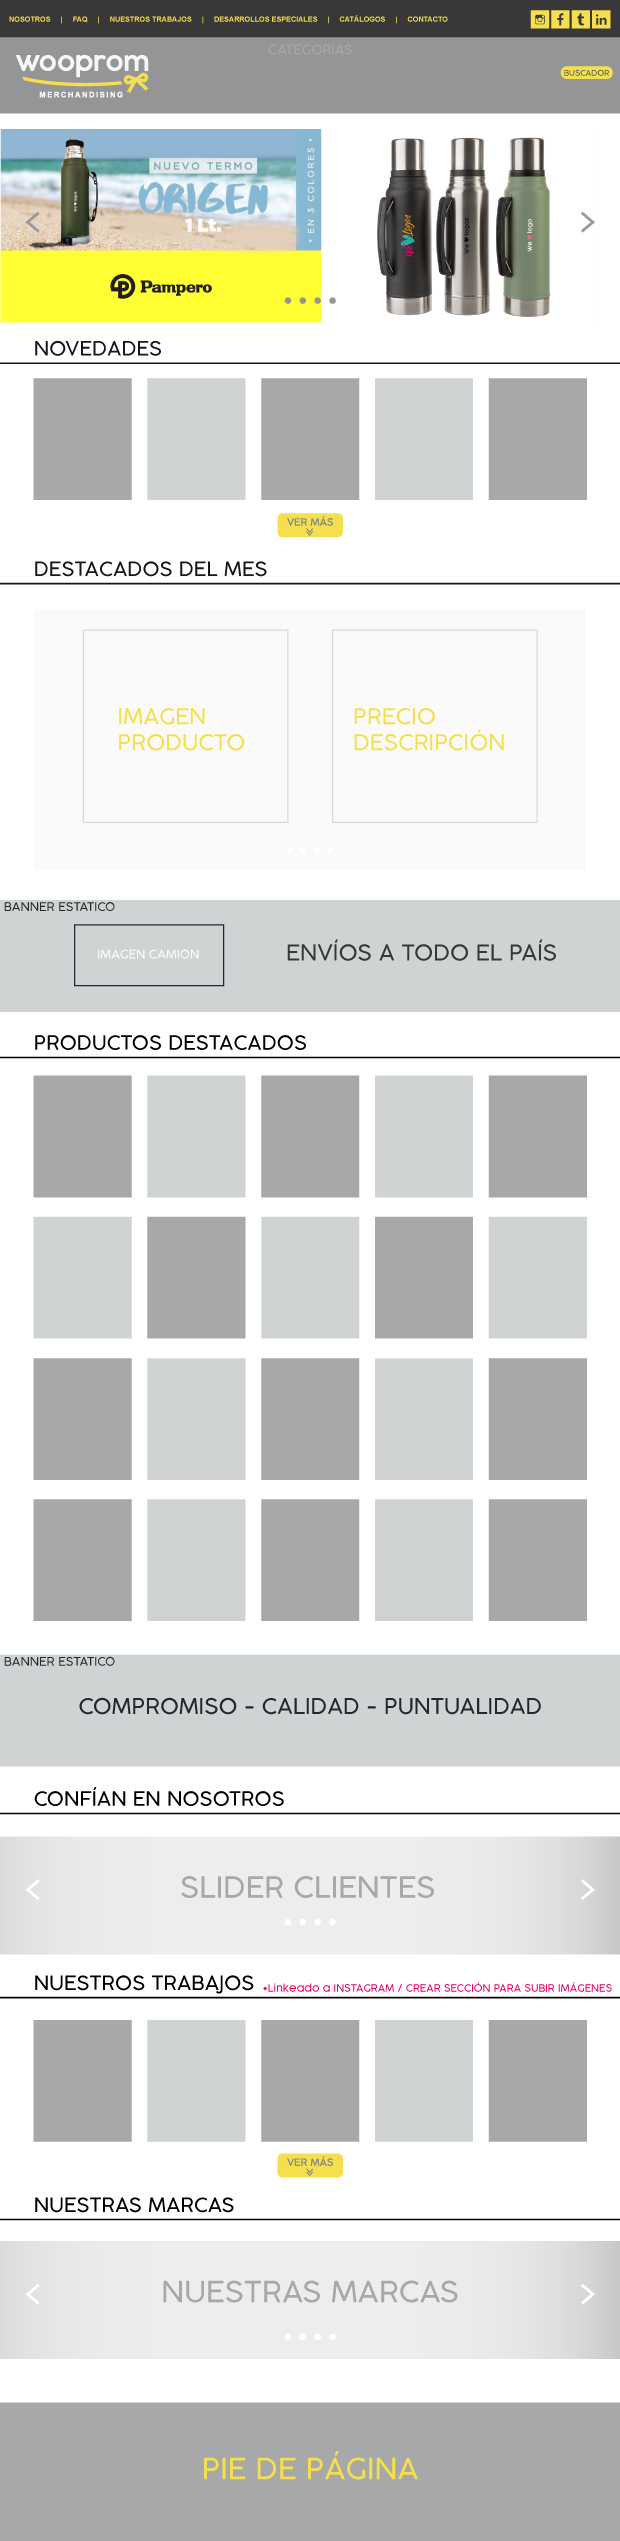 NOSOTROS | FAQ | NUESTROS TRABAJOS | DESARROLLOS ESPECIALES | CATÁLOGOS | CONTACTO
CATEGORIAS
wooprom
MERCHANDISING
BUSCADOR
NUEVO TERMO
ORIGEN
1 Lt.
• EN 3 COLORES •
Pampero
NOVEDADES
VER MÁS
DESTACADOS DEL MES
IMAGEN
PRODUCTO
PRECIO
DESCRIPCIÓN
BANNER ESTATICO
IMAGEN CAMION
ENVÍOS A TODO EL PAÍS
PRODUCTOS DESTACADOS
BANNER ESTATICO
COMPROMISO - CALIDAD - PUNTUALIDAD
CONFÍAN EN NOSOTROS
SLIDER CLIENTES
NUESTROS TRABAJOS *Linkeado a INSTAGRAM / CREAR SECCIÓN PARA SUBIR IMÁGENES
VER MÁS
NUESTRAS MARCAS
NUESTRAS MARCAS
PIE DE PÁGINA